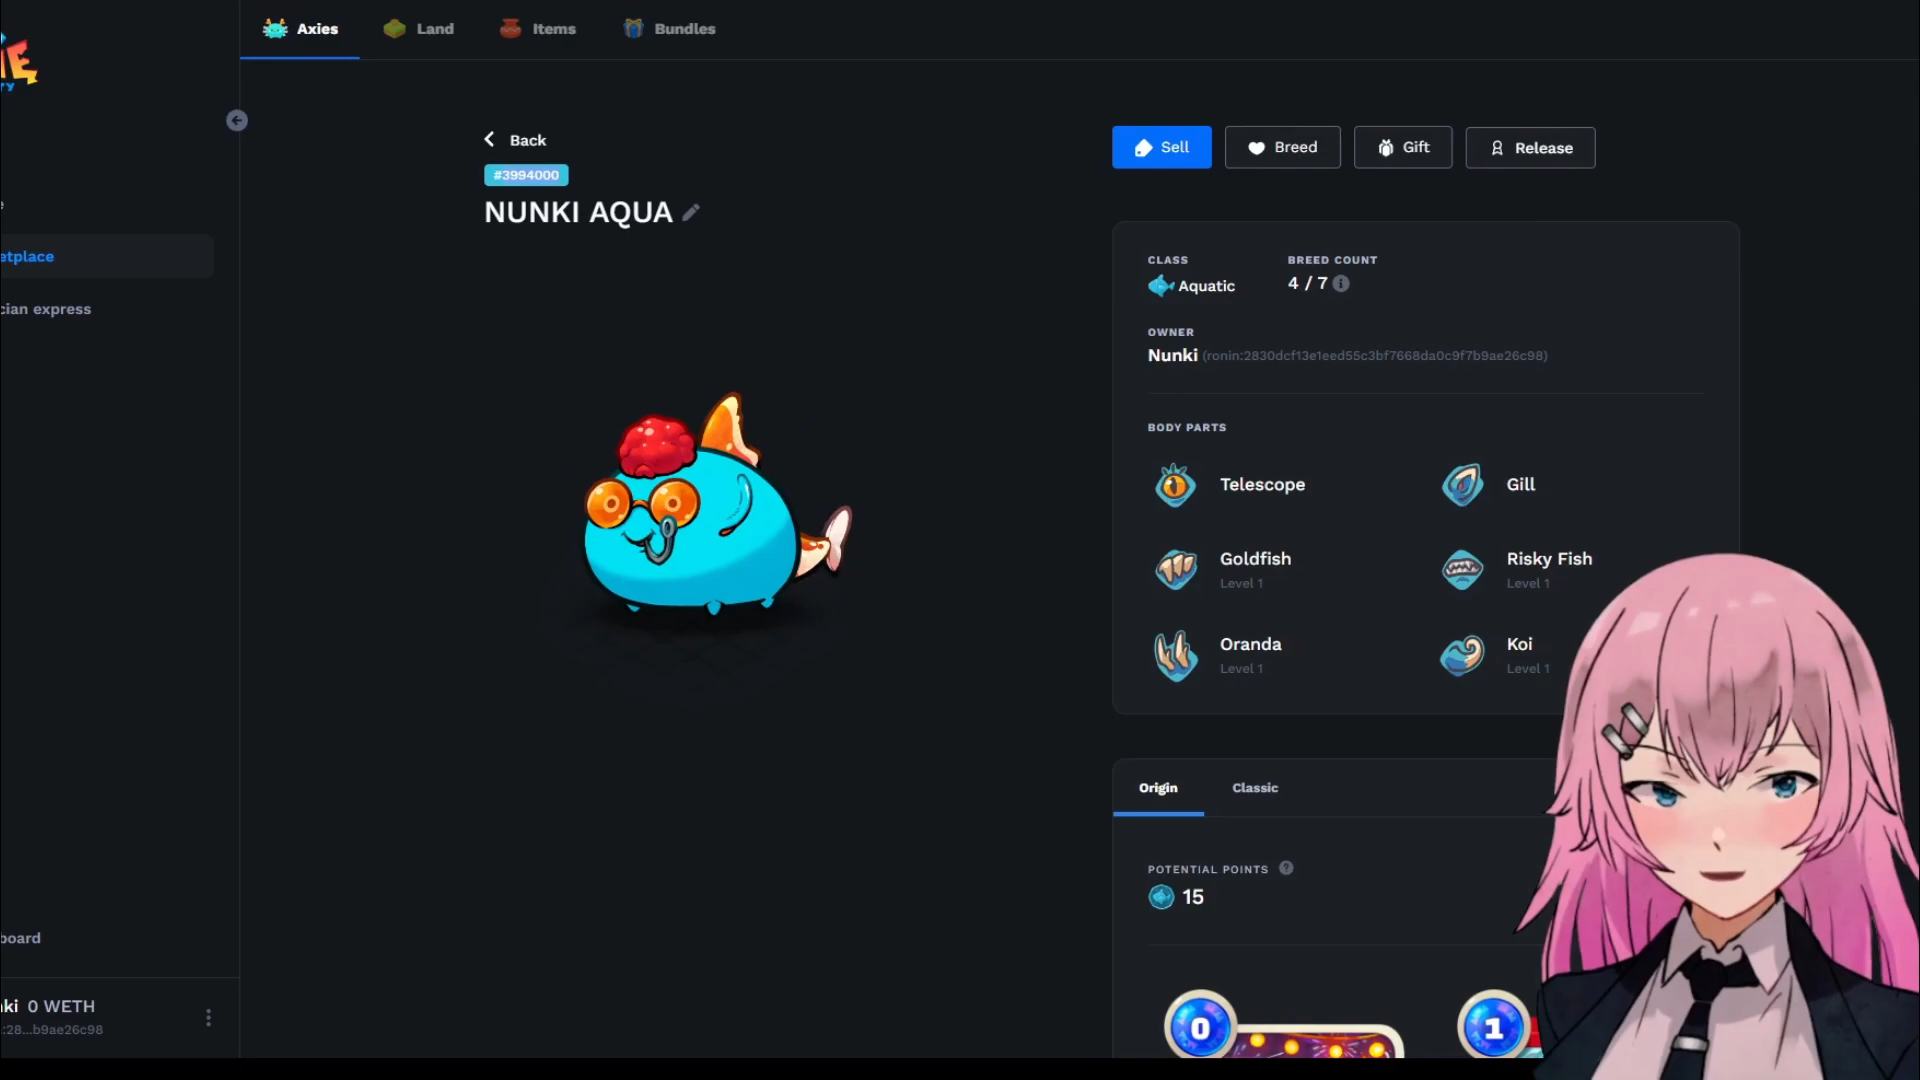 Axies
Land
Items
Bundles
Back
#3994000
NUNKI AQUA
Sell
Breed
Gift
Release
etplace
cian express
board
ki 0 WETH
:28...b9ae26c98
CLASS
Aquatic
BREED COUNT
4 / 7
OWNER
Nunki (ronin:2830dcf13e1eed55c3bf7668da0c9f7b9ae26c98)
BODY PARTS
Telescope
Gill
Goldfish
Level 1
Risky Fish
Level 1
Oranda
Level 1
Koi
Level 1
Origin
Classic
POTENTIAL POINTS
15
0
1